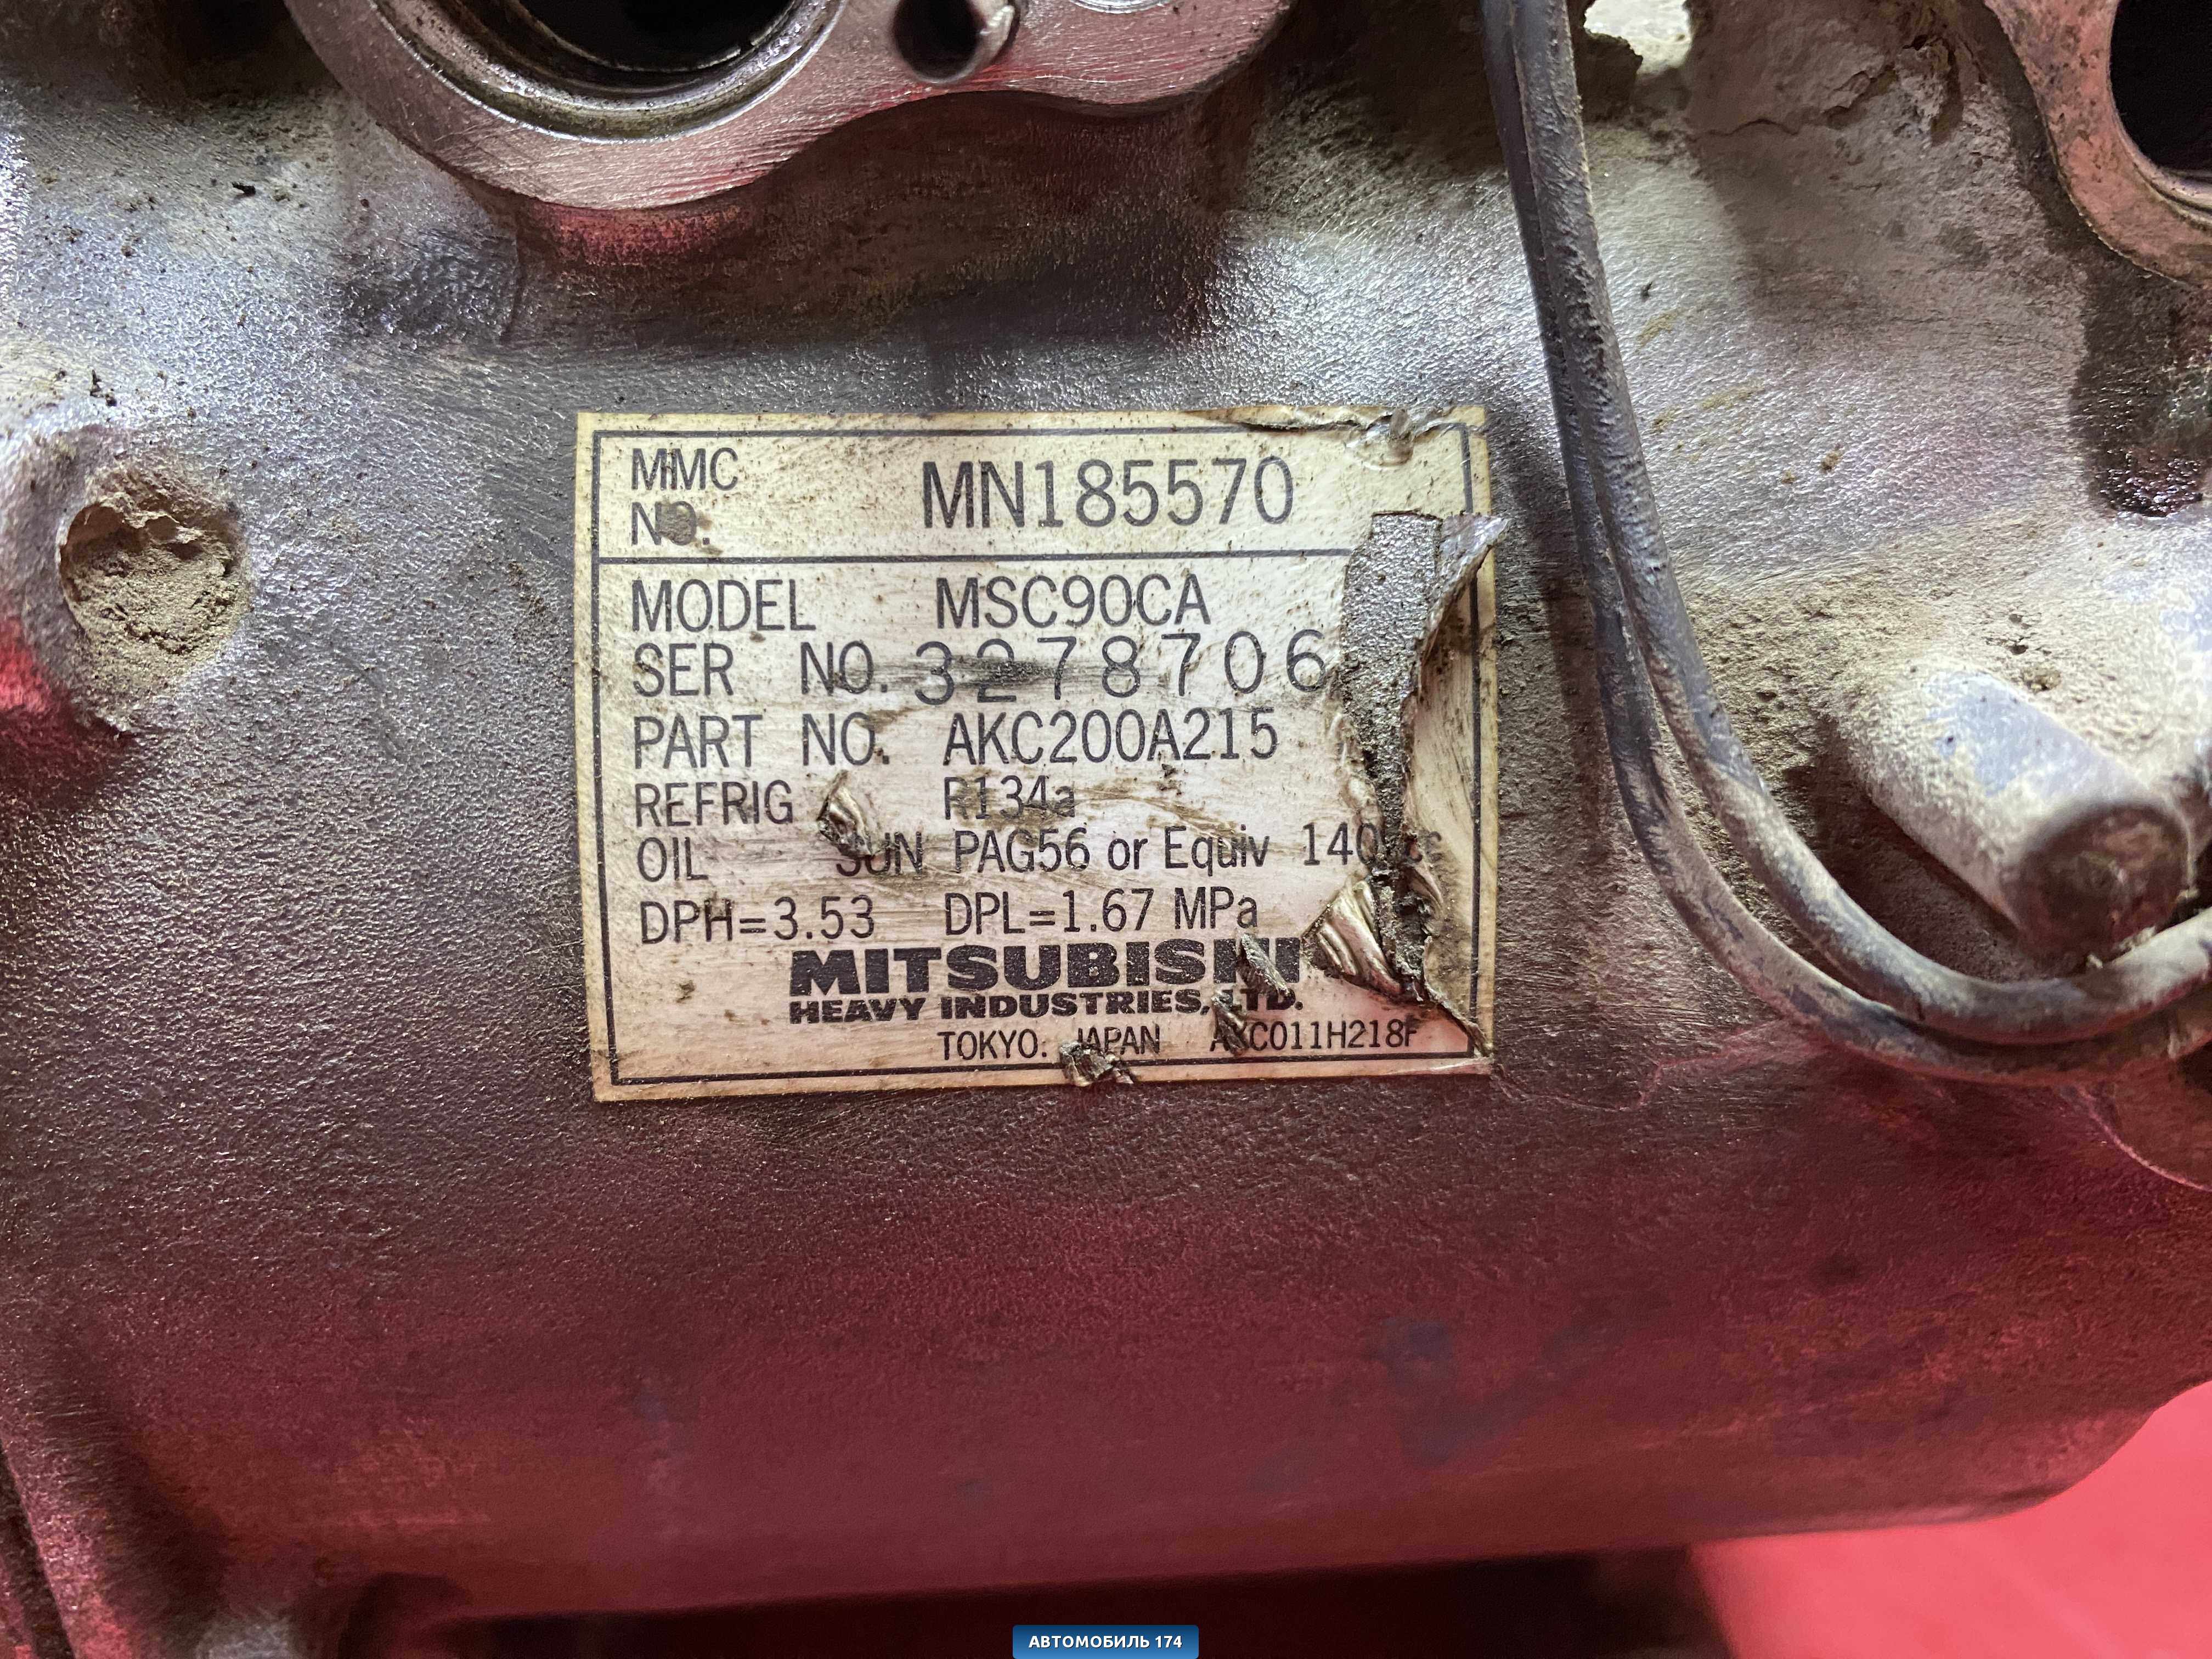 MMC
NO. MN185570
MODEL MSC90CA
SER NO. 3278706
PART NO. AKC200A215
REFRIG R134a
OIL SUN PAG56 or Equiv
DPH=3.53 DPL=1.67 MPa
MITSUBISHI
HEAVY INDUSTRIES, LTD.
TOKYO. JAPAN
АВТОМОБИЛЬ 174